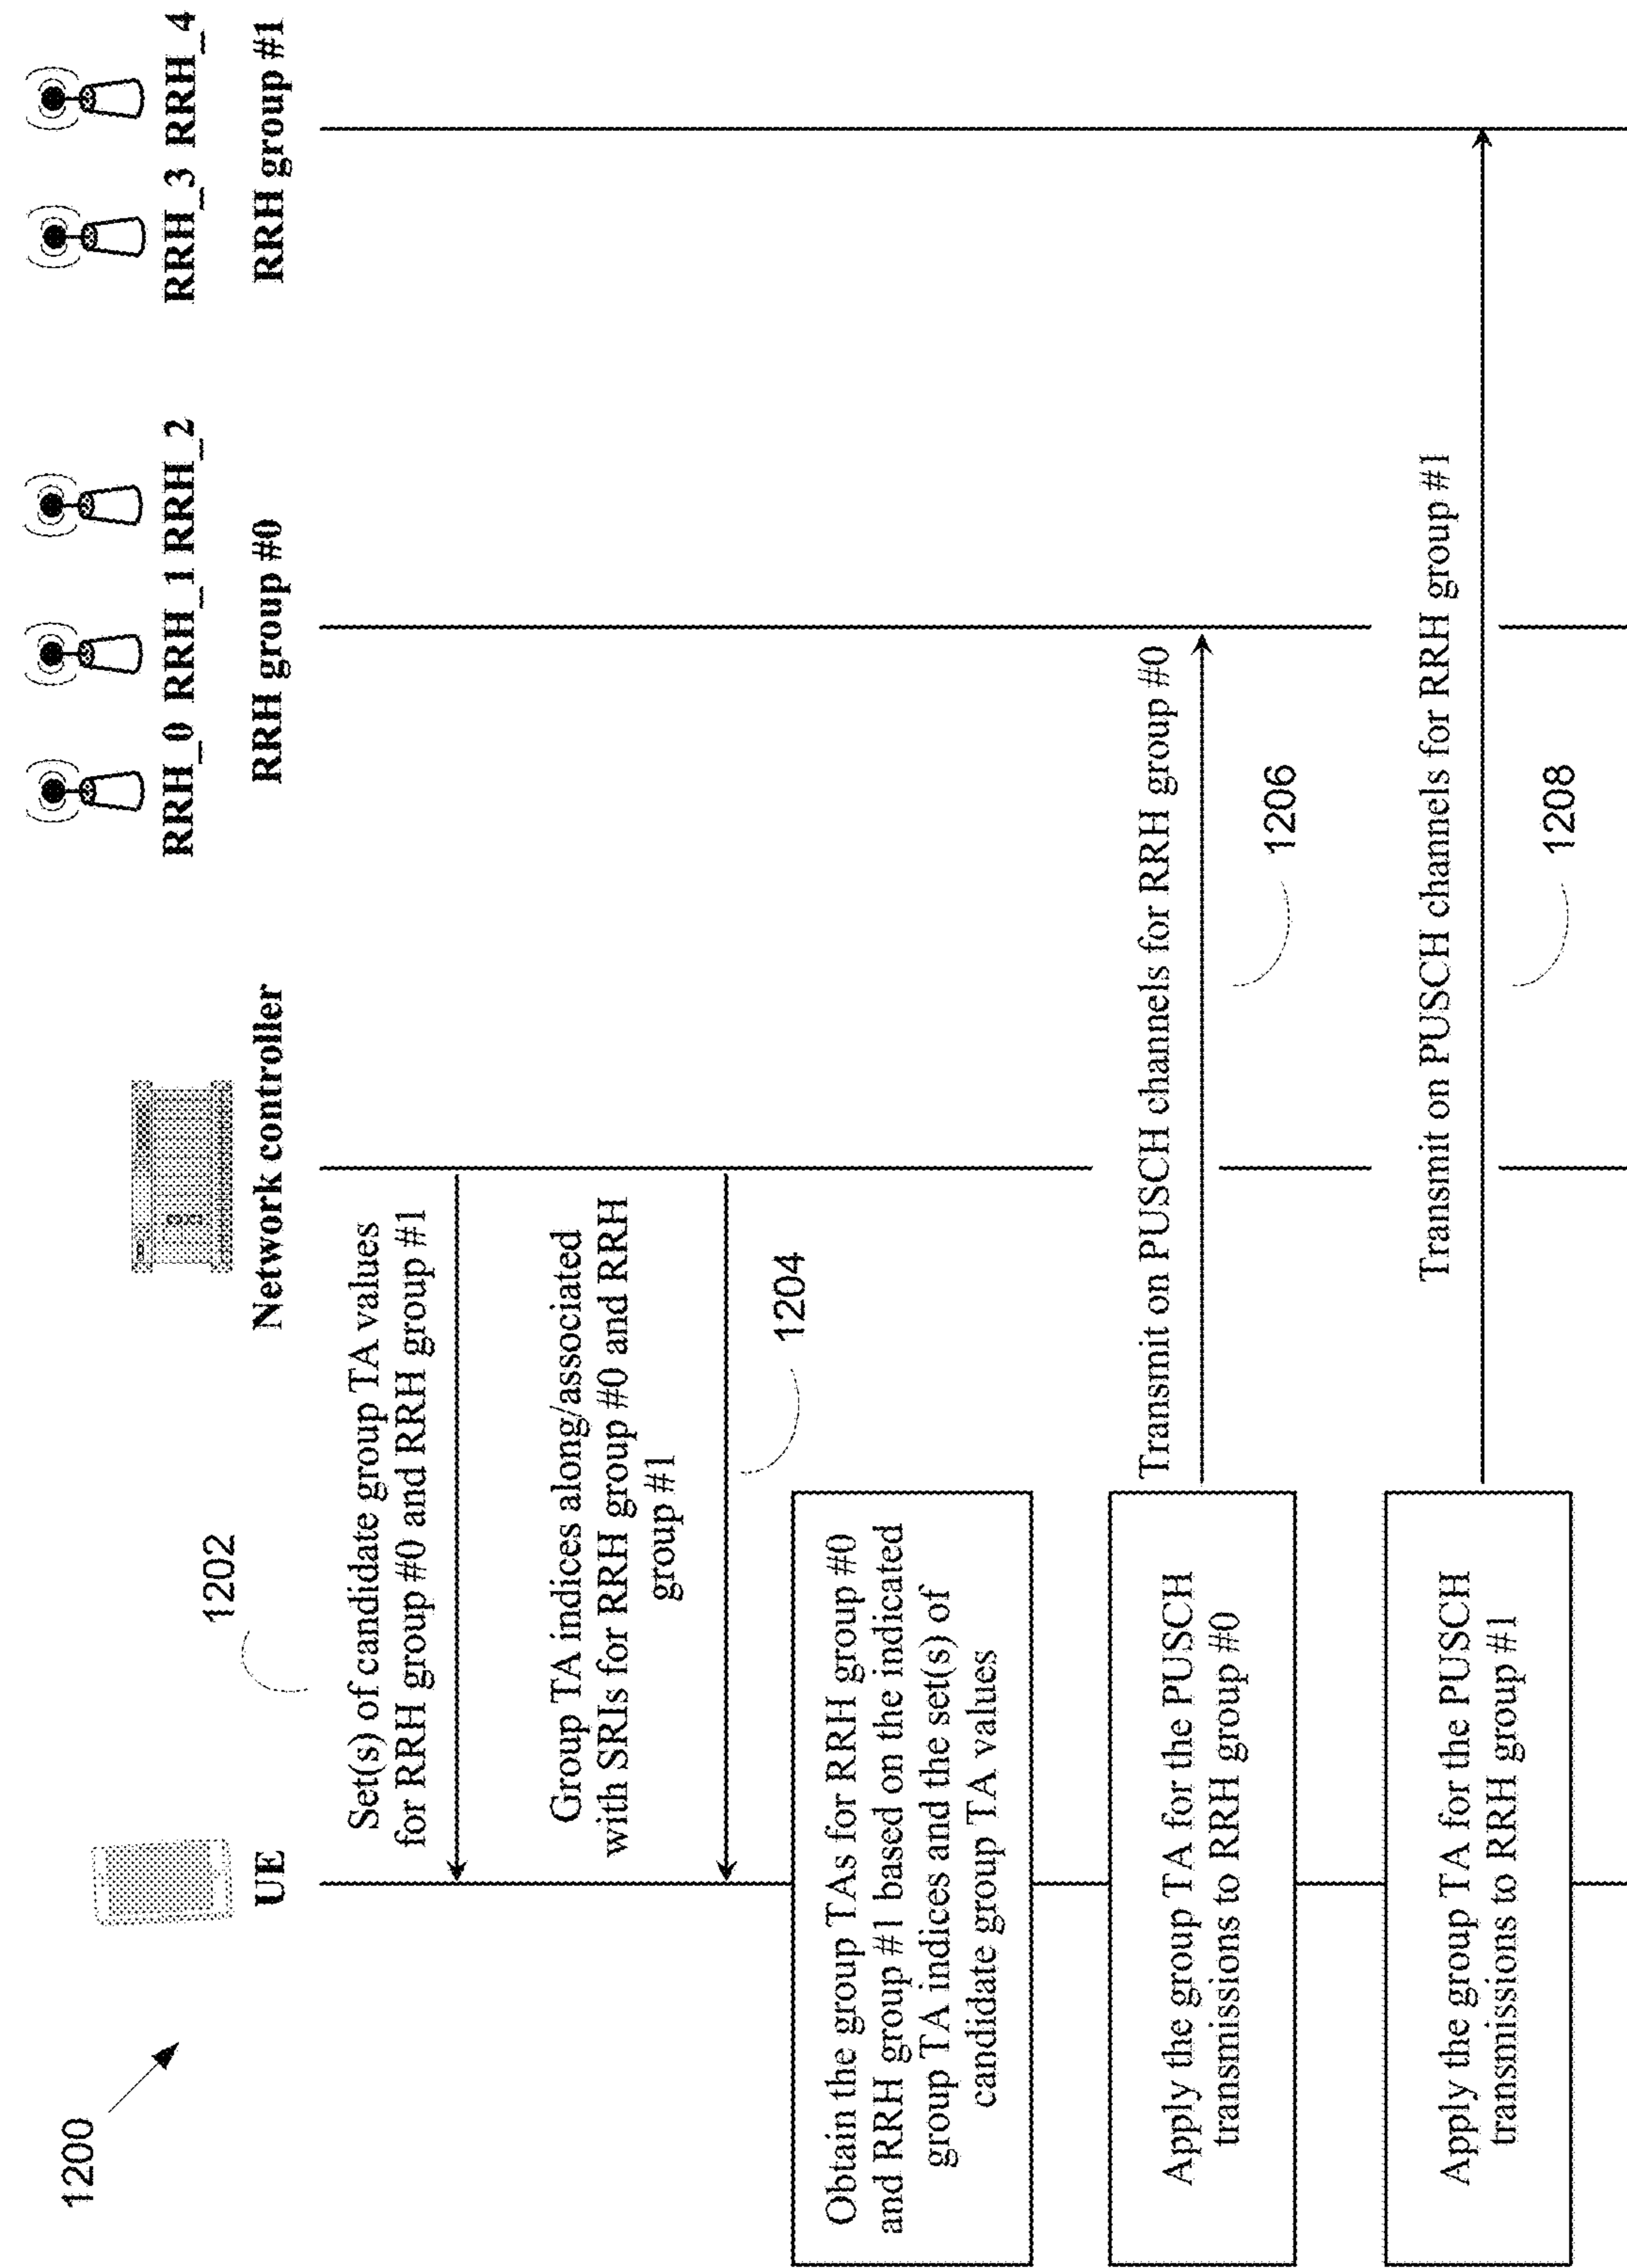 1200
UE
Network controller
RRH_0 RRH_1 RRH_2
RRH group #0
RRH_3 RRH_4
RRH group #1
1202
Set(s) of candidate group TA values
for RRH group #0 and RRH group #1
Group TA indices along/associated
with SRIs for RRH group #0 and RRH
group #1
1204
Obtain the group TAs for RRH group #0
and RRH group #1 based on the indicated
group TA indices and the set(s) of
candidate group TA values
Apply the group TA for the PUSCH
transmissions to RRH group #0
Transmit on PUSCH channels for RRH group #0
1206
Apply the group TA for the PUSCH
transmissions to RRH group #1
Transmit on PUSCH channels for RRH group #1
1208